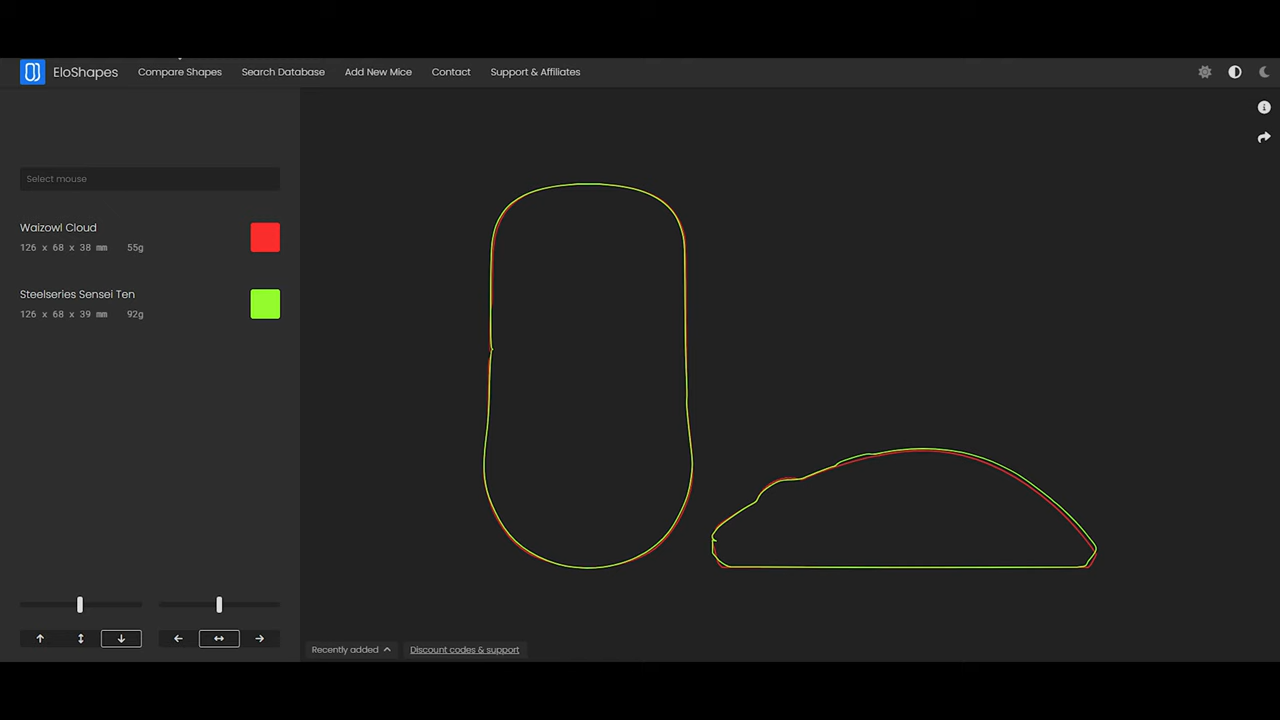 EloShapes
Compare Shapes
Search Database
Add New Mice
Contact
Support & Affiliates
Select mouse
Waizowl Cloud
126 x 68 x 38 mm 55g
Steelseries Sensei Ten
126 x 68 x 39 mm 92g
Recently added
Discount codes & support